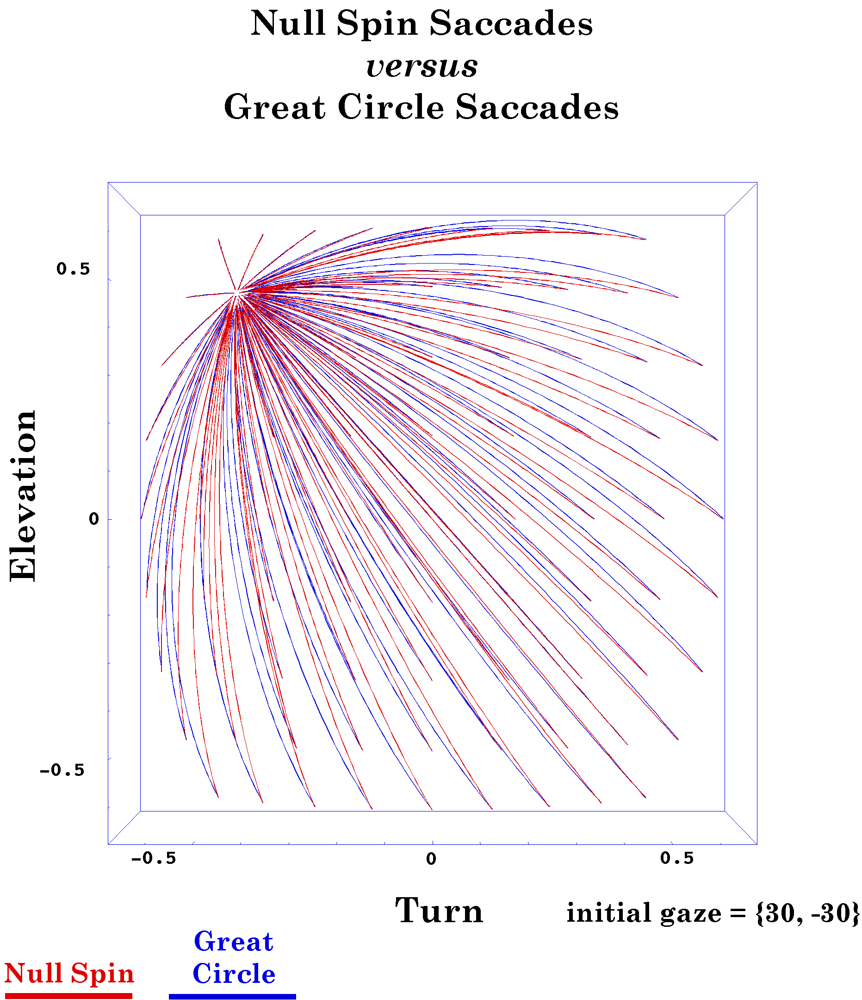 Null Spin Saccades
versus
Great Circle Saccades
0.5
0
-0.5
Elevation
-0.5
0
0.5
Turn
initial gaze = {30, -30}
Null Spin
Great
Circle